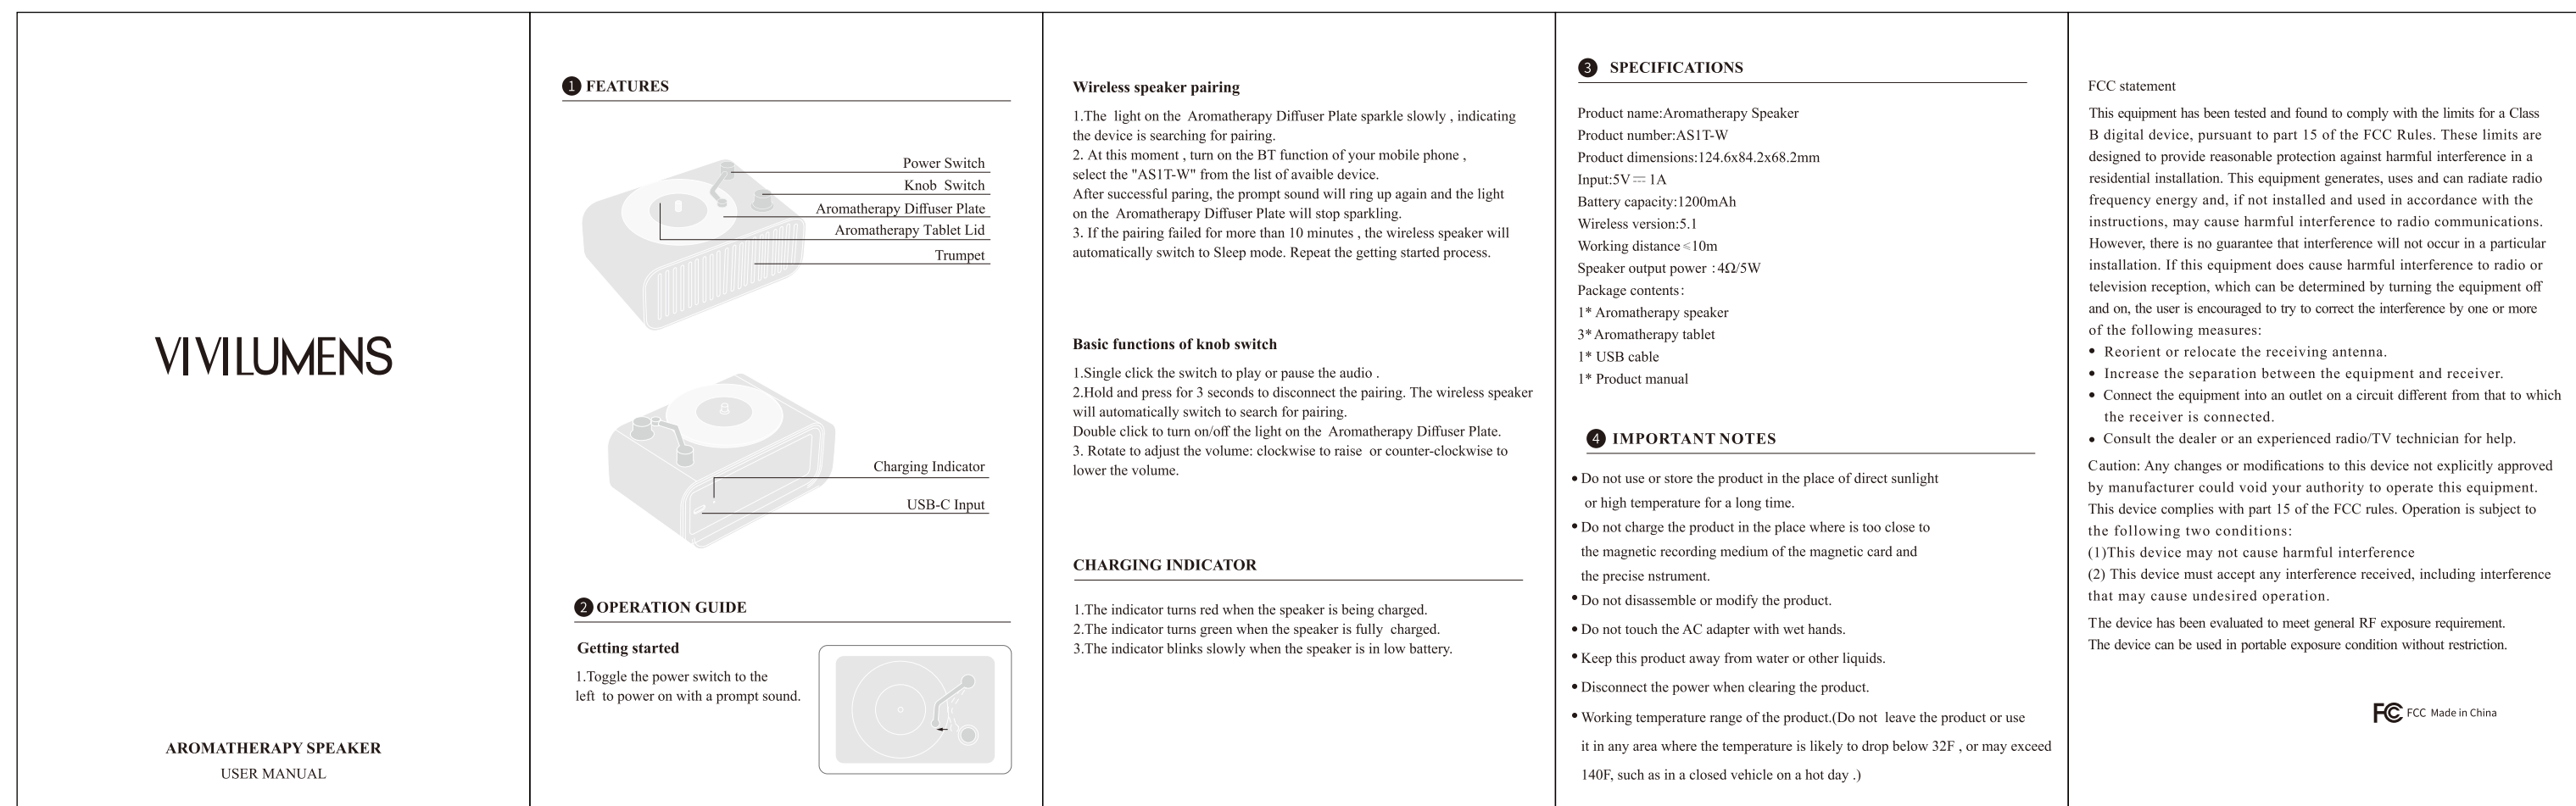 VIVILUMENS
AROMATHERAPY SPEAKER
USER MANUAL
1 FEATURES
Power Switch
Knob Switch
Aromatherapy Diffuser Plate
Aromatherapy Tablet Lid
Trumpet
Charging Indicator
USB-C Input
2 OPERATION GUIDE
Getting started
1.Toggle the power switch to the
left to power on with a prompt sound.
Wireless speaker pairing
1.The light on the Aromatherapy Diffuser Plate sparkle slowly , indicating
the device is searching for pairing.
2. At this moment , turn on the BT function of your mobile phone ,
select the "AS1T-W" from the list of avaible device.
After successful paring, the prompt sound will ring up again and the light
on the Aromatherapy Diffuser Plate will stop sparkling.
3. If the pairing failed for more than 10 minutes , the wireless speaker will
automatically switch to Sleep mode. Repeat the getting started process.
Basic functions of knob switch
1.Single click the switch to play or pause the audio .
2.Hold and press for 3 seconds to disconnect the pairing. The wireless speaker
will automatically switch to search for pairing.
Double click to turn on/off the light on the Aromatherapy Diffuser Plate.
3. Rotate to adjust the volume: clockwise to raise or counter-clockwise to
lower the volume.
CHARGING INDICATOR
1.The indicator turns red when the speaker is being charged.
2.The indicator turns green when the speaker is fully charged.
3.The indicator blinks slowly when the speaker is in low battery.
3 SPECIFICATIONS
Product name:Aromatherapy Speaker
Product number:AS1T-W
Product dimensions:124.6x84.2x68.2mm
Input:5V⎓1A
Battery capacity:1200mAh
Wireless version:5.1
Working distance≤10m
Speaker output power :4Ω/5W
Package contents:
1* Aromatherapy speaker
3* Aromatherapy tablet
1* USB cable
1* Product manual
4 IMPORTANT NOTES
• Do not use or store the product in the place of direct sunlight
or high temperature for a long time.
• Do not charge the product in the place where is too close to
the magnetic recording medium of the magnetic card and
the precise nstrument.
• Do not disassemble or modify the product.
• Do not touch the AC adapter with wet hands.
• Keep this product away from water or other liquids.
• Disconnect the power when clearing the product.
• Working temperature range of the product.(Do not leave the product or use
it in any area where the temperature is likely to drop below 32F , or may exceed
140F, such as in a closed vehicle on a hot day .)
FCC statement
This equipment has been tested and found to comply with the limits for a Class
B digital device, pursuant to part 15 of the FCC Rules. These limits are
designed to provide reasonable protection against harmful interference in a
residential installation. This equipment generates, uses and can radiate radio
frequency energy and, if not installed and used in accordance with the
instructions, may cause harmful interference to radio communications.
However, there is no guarantee that interference will not occur in a particular
installation. If this equipment does cause harmful interference to radio or
television reception, which can be determined by turning the equipment off
and on, the user is encouraged to try to correct the interference by one or more
of the following measures:
• Reorient or relocate the receiving antenna.
• Increase the separation between the equipment and receiver.
• Connect the equipment into an outlet on a circuit different from that to which
the receiver is connected.
• Consult the dealer or an experienced radio/TV technician for help.
Caution: Any changes or modifications to this device not explicitly approved
by manufacturer could void your authority to operate this equipment.
This device complies with part 15 of the FCC rules. Operation is subject to
the following two conditions:
(1)This device may not cause harmful interference
(2) This device must accept any interference received, including interference
that may cause undesired operation.
The device has been evaluated to meet general RF exposure requirement.
The device can be used in portable exposure condition without restriction.
FC FCC Made in China